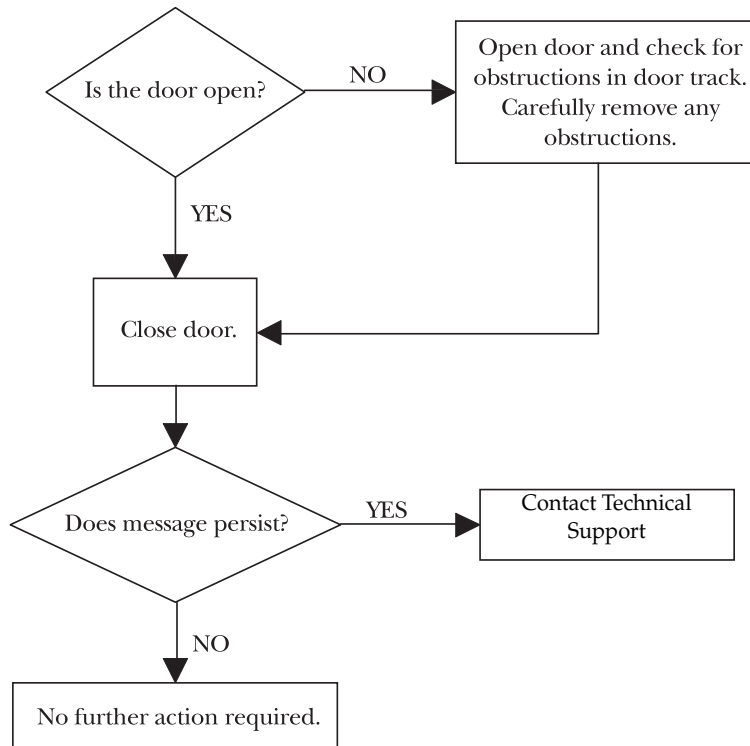 Is the door open?
NO
Open door and check for
obstructions in door track.
Carefully remove any
obstructions.
YES
Close door.
Does message persist?
YES
Contact Technical
Support
NO
No further action required.